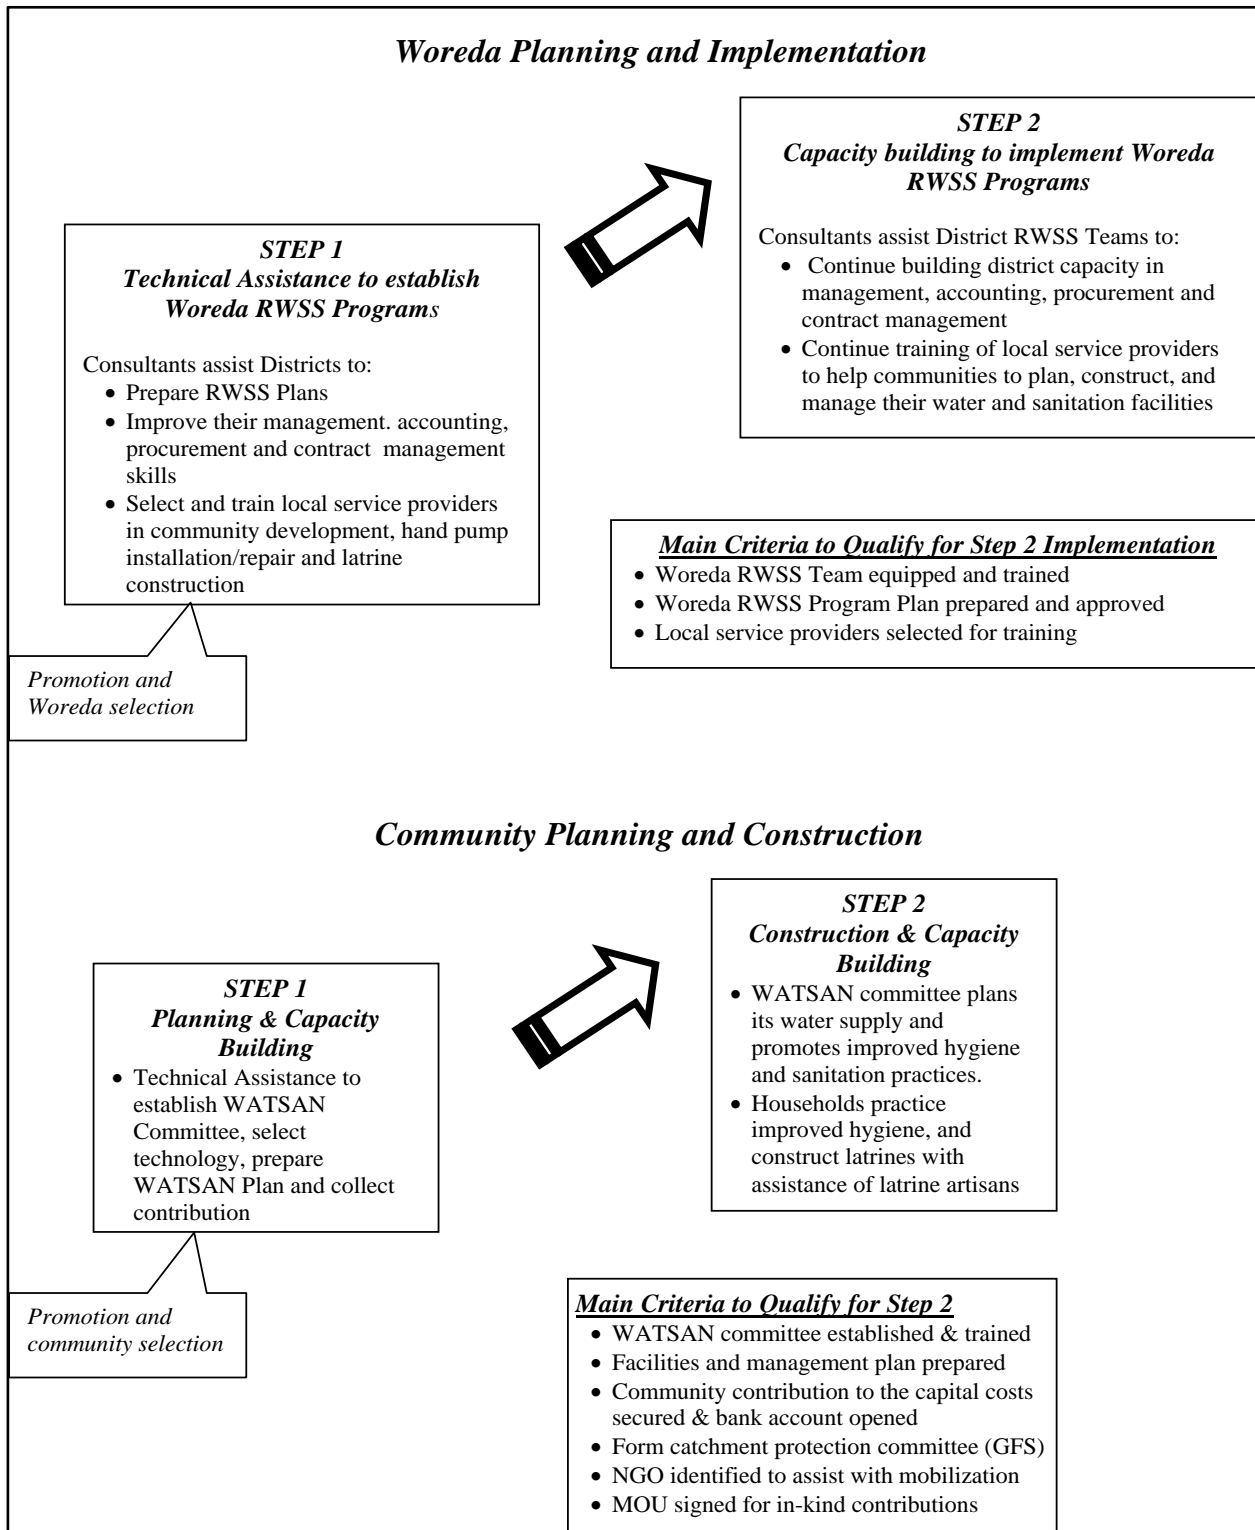 Woreda Planning and Implementation
STEP 1
Technical Assistance to establish
Woreda RWSS Programs
Consultants assist Districts to:
• Prepare RWSS Plans
• Improve their management. accounting,
procurement and contract  management
skills
• Select and train local service providers
in community development, hand pump
installation/repair and latrine
construction
Promotion and
Woreda selection
STEP 2
Capacity building to implement Woreda
RWSS Programs
Consultants assist District RWSS Teams to:
• Continue building district capacity in
management, accounting, procurement and
contract management
• Continue training of local service providers
to help communities to plan, construct, and
manage their water and sanitation facilities
Main Criteria to Qualify for Step 2 Implementation
• Woreda RWSS Team equipped and trained
• Woreda RWSS Program Plan prepared and approved
• Local service providers selected for training
Community Planning and Construction
STEP 1
Planning & Capacity
Building
• Technical Assistance to
establish WATSAN
Committee, select
technology, prepare
WATSAN Plan and collect
contribution
Promotion and
community selection
STEP 2
Construction & Capacity
Building
• WATSAN committee plans
its water supply and
promotes improved hygiene
and sanitation practices.
• Households practice
improved hygiene, and
construct latrines with
assistance of latrine artisans
Main Criteria to Qualify for Step 2
• WATSAN committee established & trained
• Facilities and management plan prepared
• Community contribution to the capital costs
secured & bank account opened
• Form catchment protection committee (GFS)
• NGO identified to assist with mobilization
• MOU signed for in-kind contributions